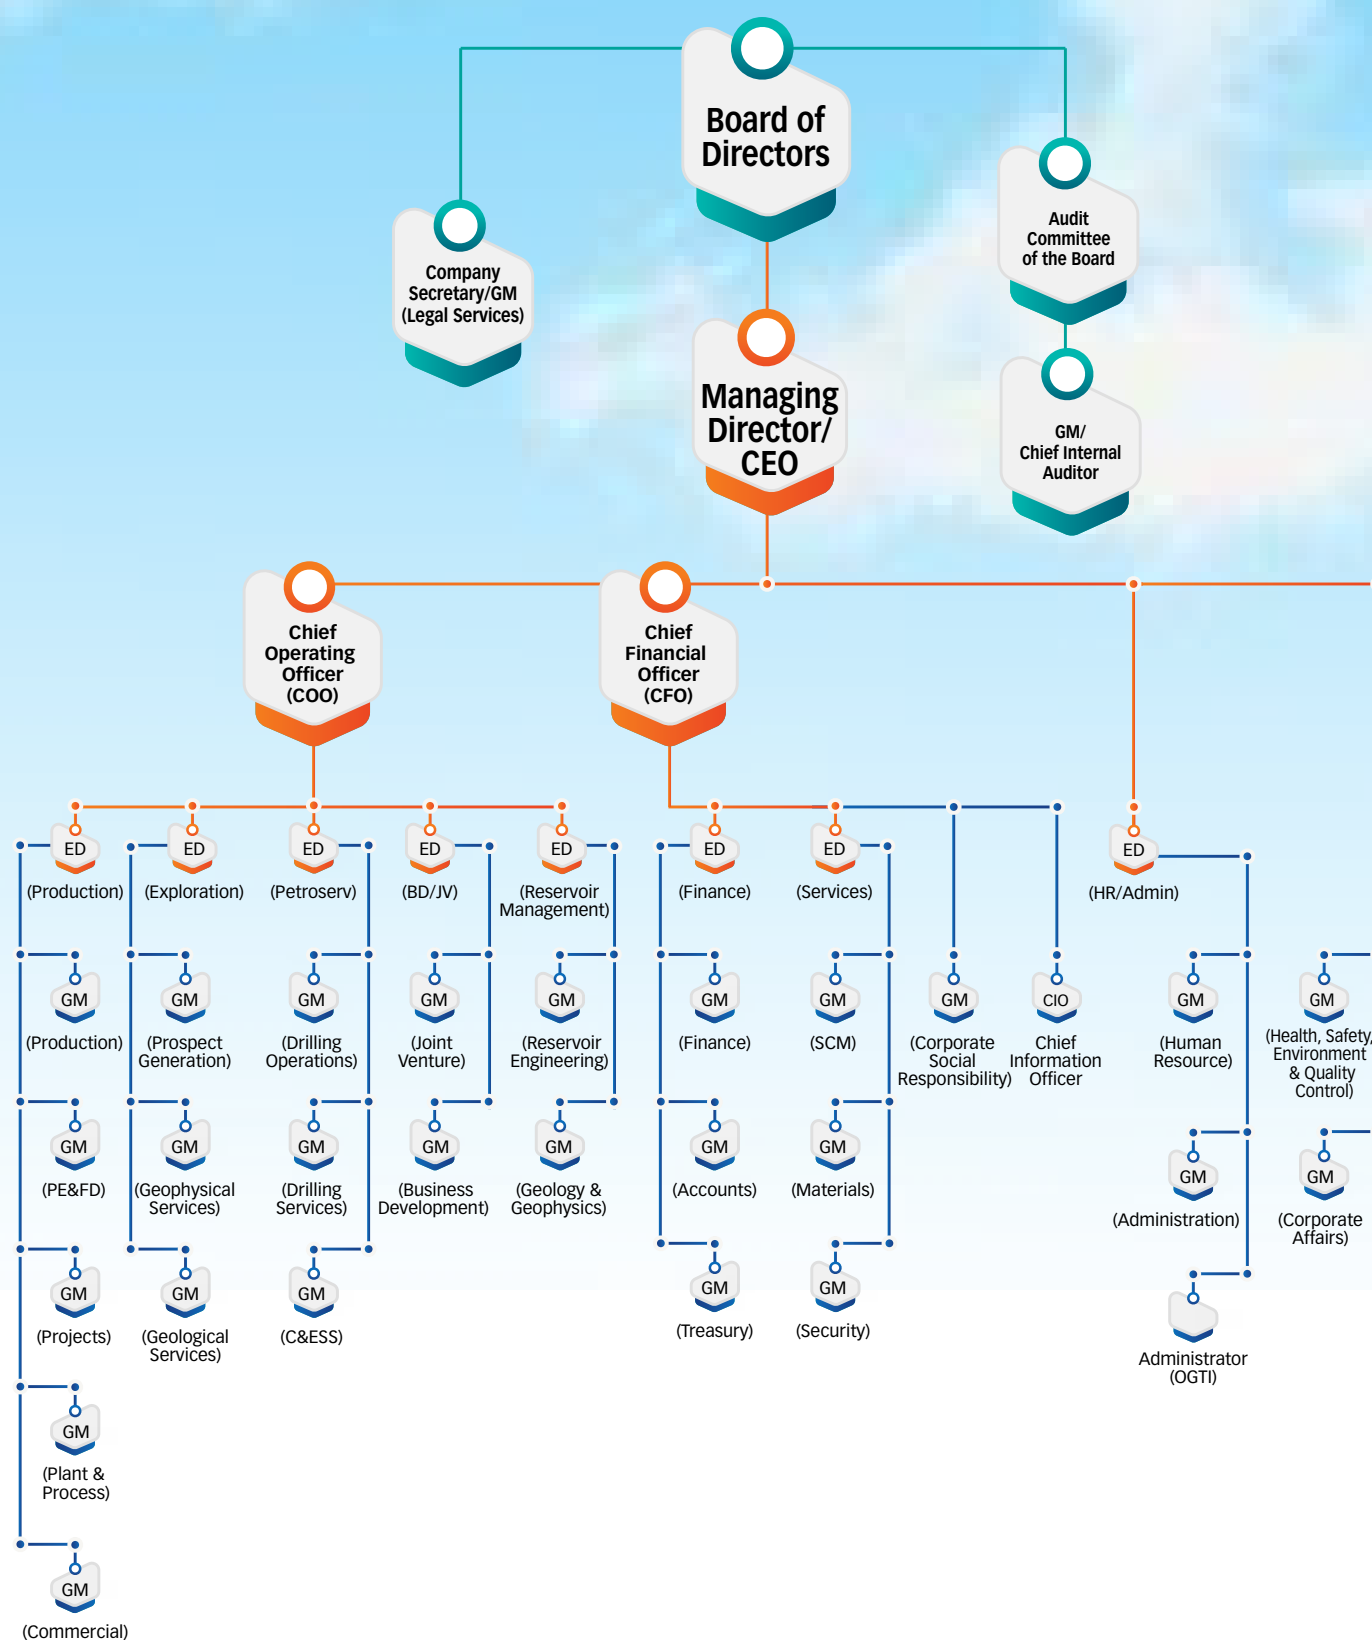 Board of
Directors
Company
Secretary/GM
(Legal Services)
Audit
Committee
of the Board
Managing
Director/
CEO
GM/
Chief Internal
Auditor
Chief
Operating
Officer
(COO)
Chief
Financial
Officer
(CFO)
ED
(Production)
ED
(Exploration)
ED
(Petroserv)
ED
(BD/JV)
ED
(Reservoir
Management)
ED
(Finance)
ED
(Services)
ED
(HR/Admin)
GM
(Production)
GM
(Prospect
Generation)
GM
(Drilling
Operations)
GM
(Joint
Venture)
GM
(Reservoir
Engineering)
GM
(Finance)
GM
(SCM)
GM
(Corporate
Social
Responsibility)
CIO
Chief
Information
Officer
GM
(Human
Resource)
GM
(Health, Safety,
Environment
& Quality
Control)
GM
(PE&FD)
GM
(Geophysical
Services)
GM
(Drilling
Services)
GM
(Business
Development)
GM
(Geology &
Geophysics)
GM
(Accounts)
GM
(Materials)
GM
(Administration)
GM
(Corporate
Affairs)
GM
(Projects)
GM
(Geological
Services)
GM
(C&ESS)
GM
(Treasury)
GM
(Security)
Administrator
(OGTI)
GM
(Plant &
Process)
GM
(Commercial)